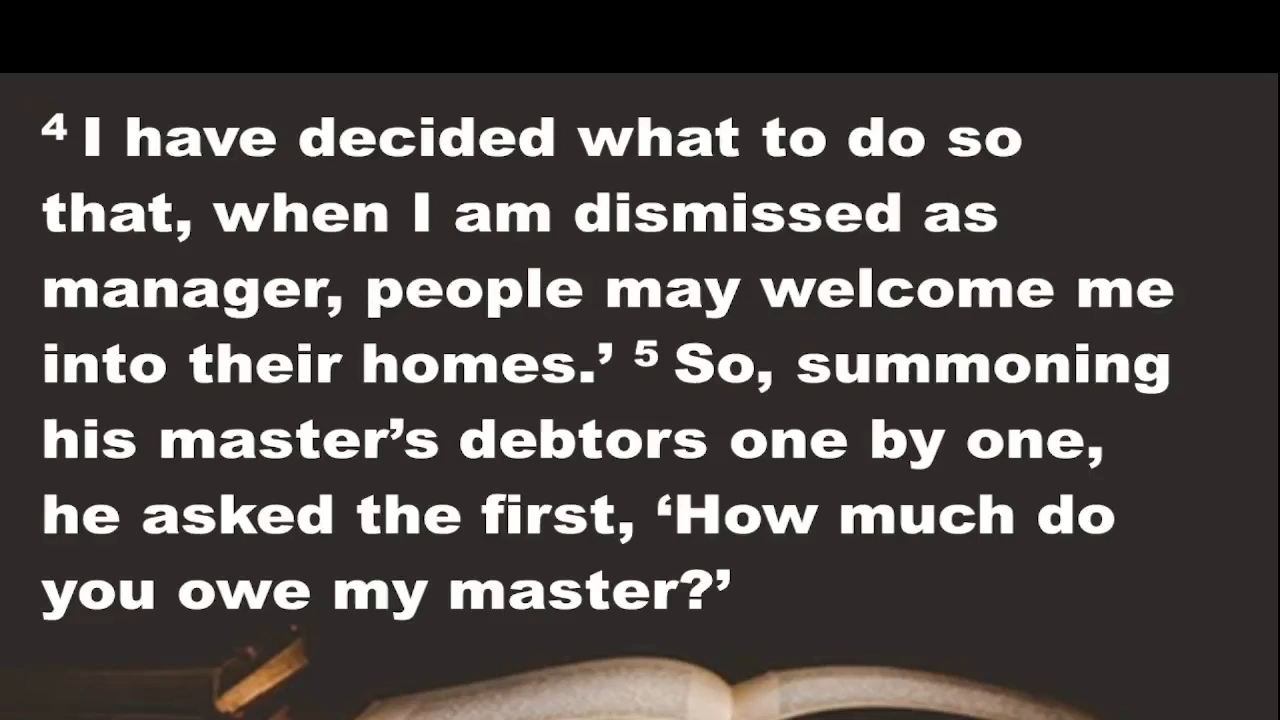 ⁴ I have decided what to do so
that, when I am dismissed as
manager, people may welcome me
into their homes.’ ⁵ So, summoning
his master’s debtors one by one,
he asked the first, ‘How much do
you owe my master?’